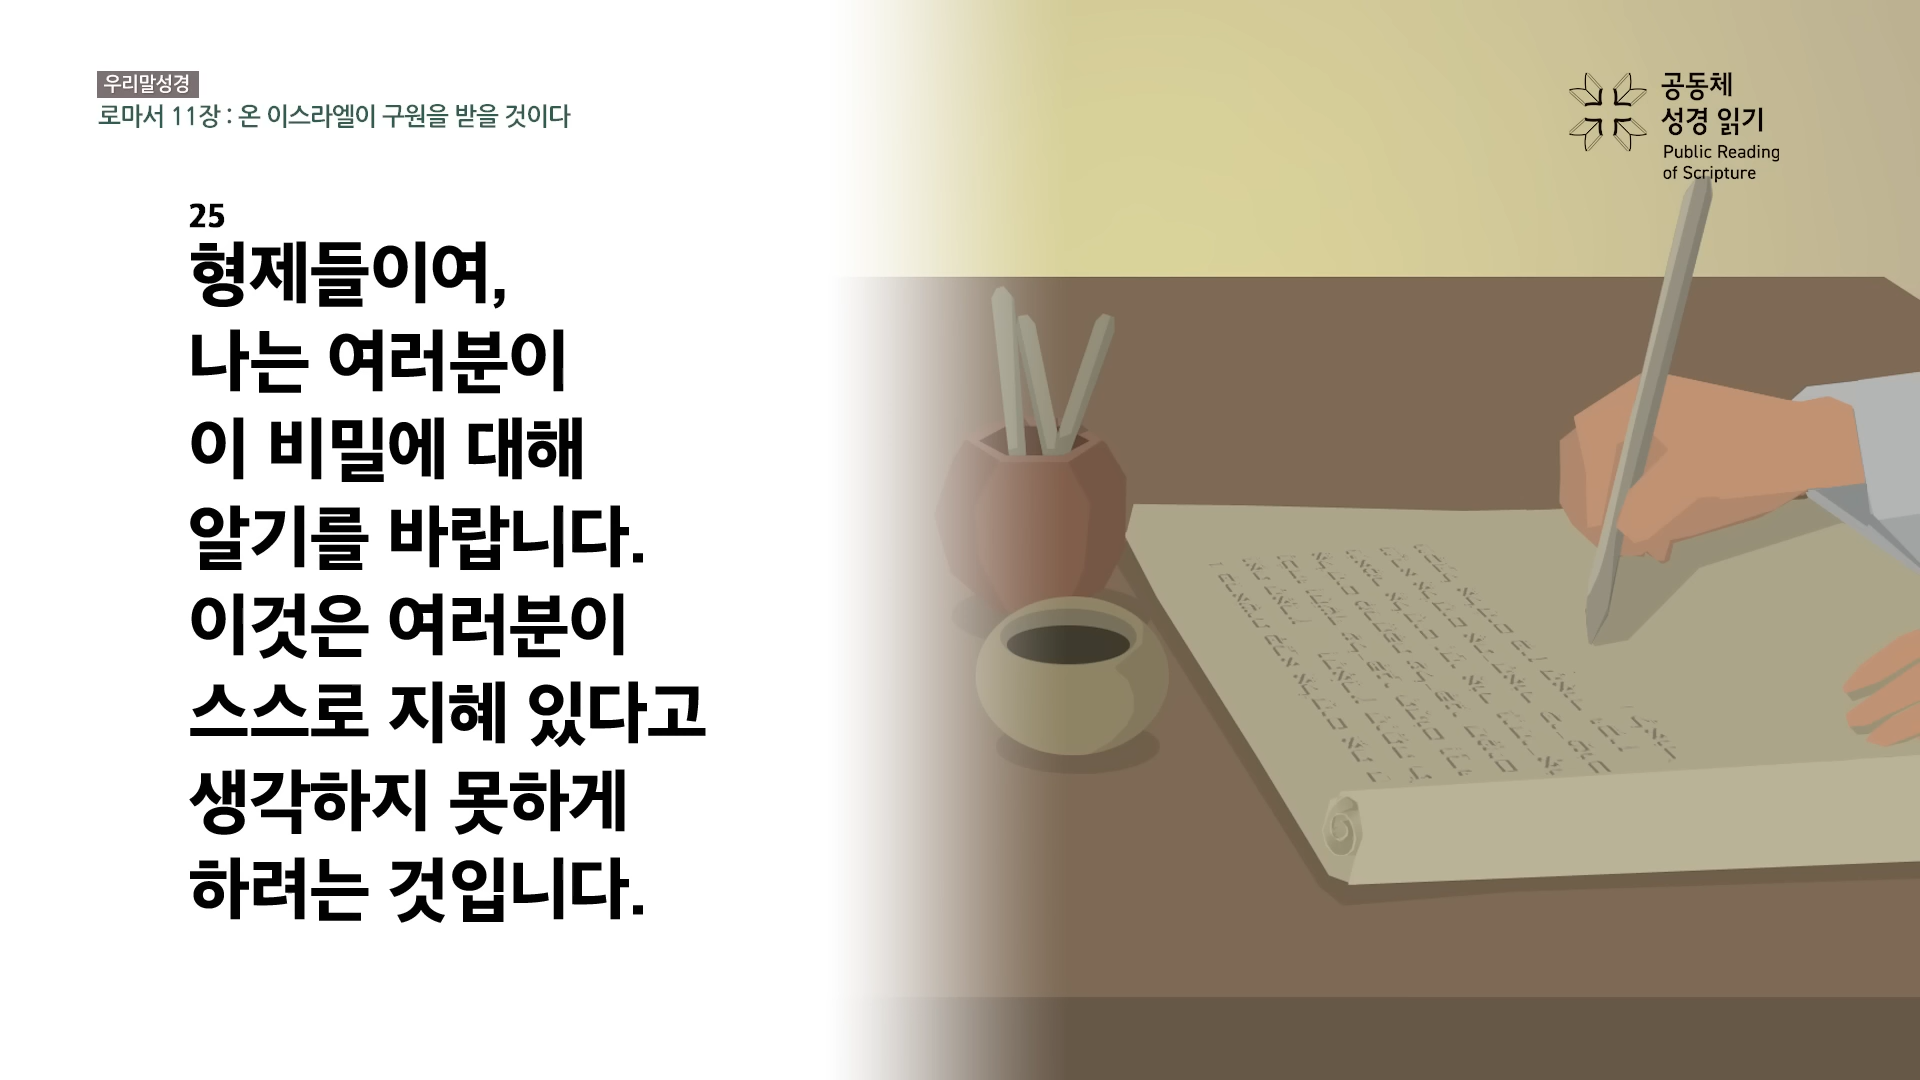 우리말성경
로마서 11장 : 온 이스라엘이 구원을 받을 것이다
25
형제들이여,
나는 여러분이
이 비밀에 대해
알기를 바랍니다.
이것은 여러분이
스스로 지혜 있다고
생각하지 못하게
하려는 것입니다.
공동체
성경 읽기
Public Reading
of Scripture